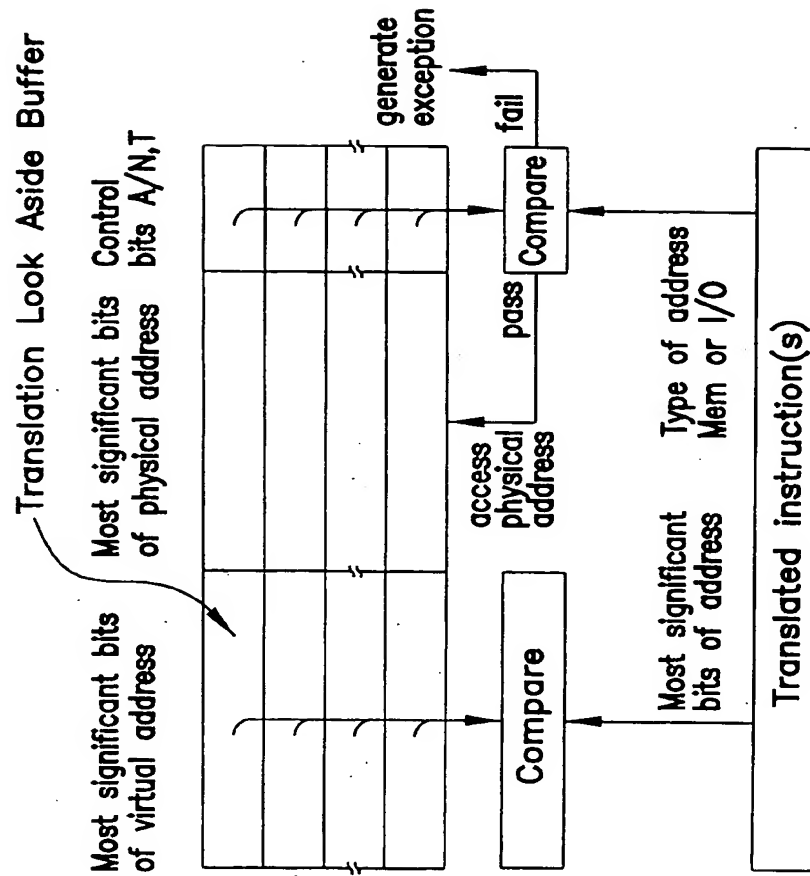 Translation Look Aside Buffer
Most significant bits
of virtual address
Most significant bits
of physical address
Control
bits A/N,T
Compare
Compare
pass
fail
generate
exception
access
physical
address
Most significant
bits of address
Type of address
Mem or I/O
Translated instruction(s)